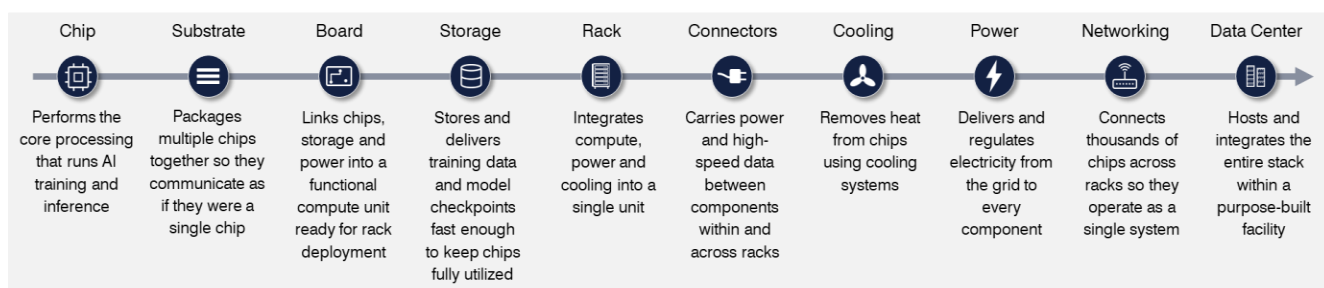 Chip
Substrate
Board
Storage
Rack
Connectors
Cooling
Power
Networking
Data Center
Performs the
core processing
that runs AI
training and
inference
Packages
multiple chips
together so they
communicate as
if they were a
single chip
Links chips,
storage and
power into a
functional
compute unit
ready for rack
deployment
Stores and
delivers
training data
and model
checkpoints
fast enough
to keep chips
fully utilized
Integrates
compute,
power and
cooling into a
single unit
Carries power
and high-
speed data
between
components
within and
across racks
Removes heat
from chips
using cooling
systems
Delivers and
regulates
electricity from
the grid to
every
component
Connects
thousands of
chips across
racks so they
operate as a
single system
Hosts and
integrates the
entire stack
within a
purpose-built
facility